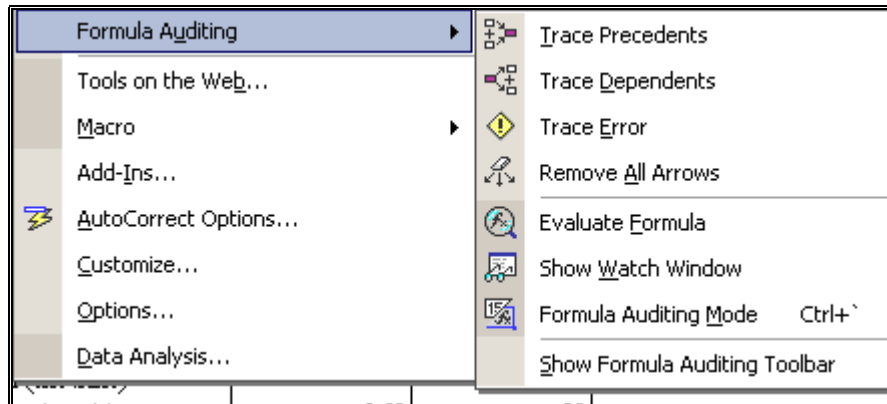 Formula Auditing
Tools on the Web...
Macro
Add-Ins...
AutoCorrect Options...
Customize...
Options...
Data Analysis...
Trace Precedents
Trace Dependents
Trace Error
Remove All Arrows
Evaluate Formula
Show Watch Window
Formula Auditing Mode Ctrl+`
Show Formula Auditing Toolbar